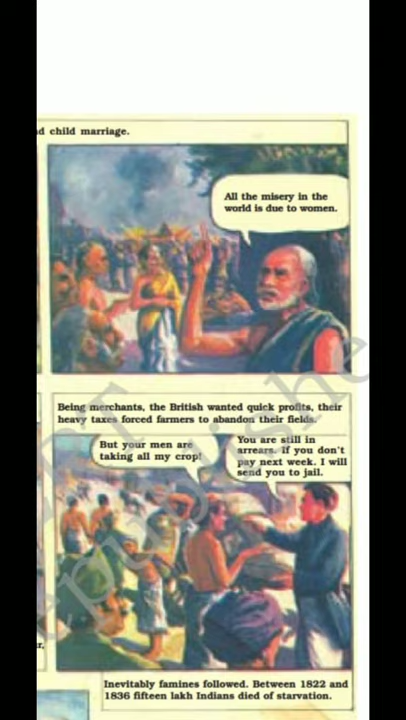 d child marriage.
All the misery in the
world is due to women.
Being merchants, the British wanted quick profits, their
heavy taxes forced farmers to abandon their fields.
But your men are
taking all my crop!
You are still in
arrears. if you don't
pay next week. I will
send you to jail.
Inevitably famines followed. Between 1822 and
1836 fifteen lakh Indians died of starvation.